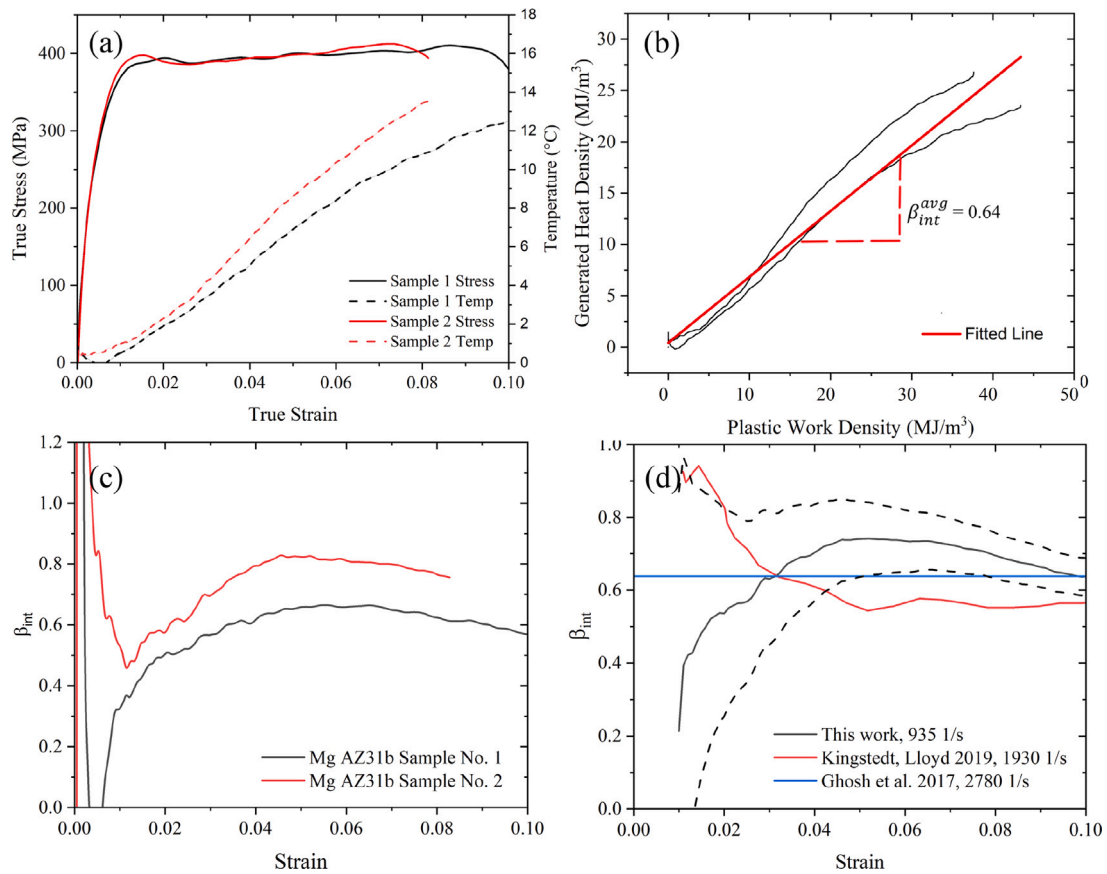 (a)
True Stress (MPa)
400
300
200
100
0
0.00 0.02 0.04 0.06 0.08 0.10
True Strain
18
16
14
12
10
8
6
4
2
0
Temperature (°C)
Sample 1 Stress
Sample 1 Temp
Sample 2 Stress
Sample 2 Temp
(b)
Generated Heat Density (MJ/m³)
30
25
20
15
10
5
0
0 10 20 30 40 50
0
Plastic Work Density (MJ/m³)
β_int^avg = 0.64
Fitted Line
(c)
β_int
1.2
1.0
0.8
0.6
0.4
0.2
0.0
0.00 0.02 0.04 0.06 0.08 0.10
Strain
Mg AZ31b Sample No. 1
Mg AZ31b Sample No. 2
(d)
β_int
1.0
0.8
0.6
0.4
0.2
0.0
0.00 0.02 0.04 0.06 0.08 0.10
Strain
This work, 935 1/s
Kingstedt, Lloyd 2019, 1930 1/s
Ghosh et al. 2017, 2780 1/s